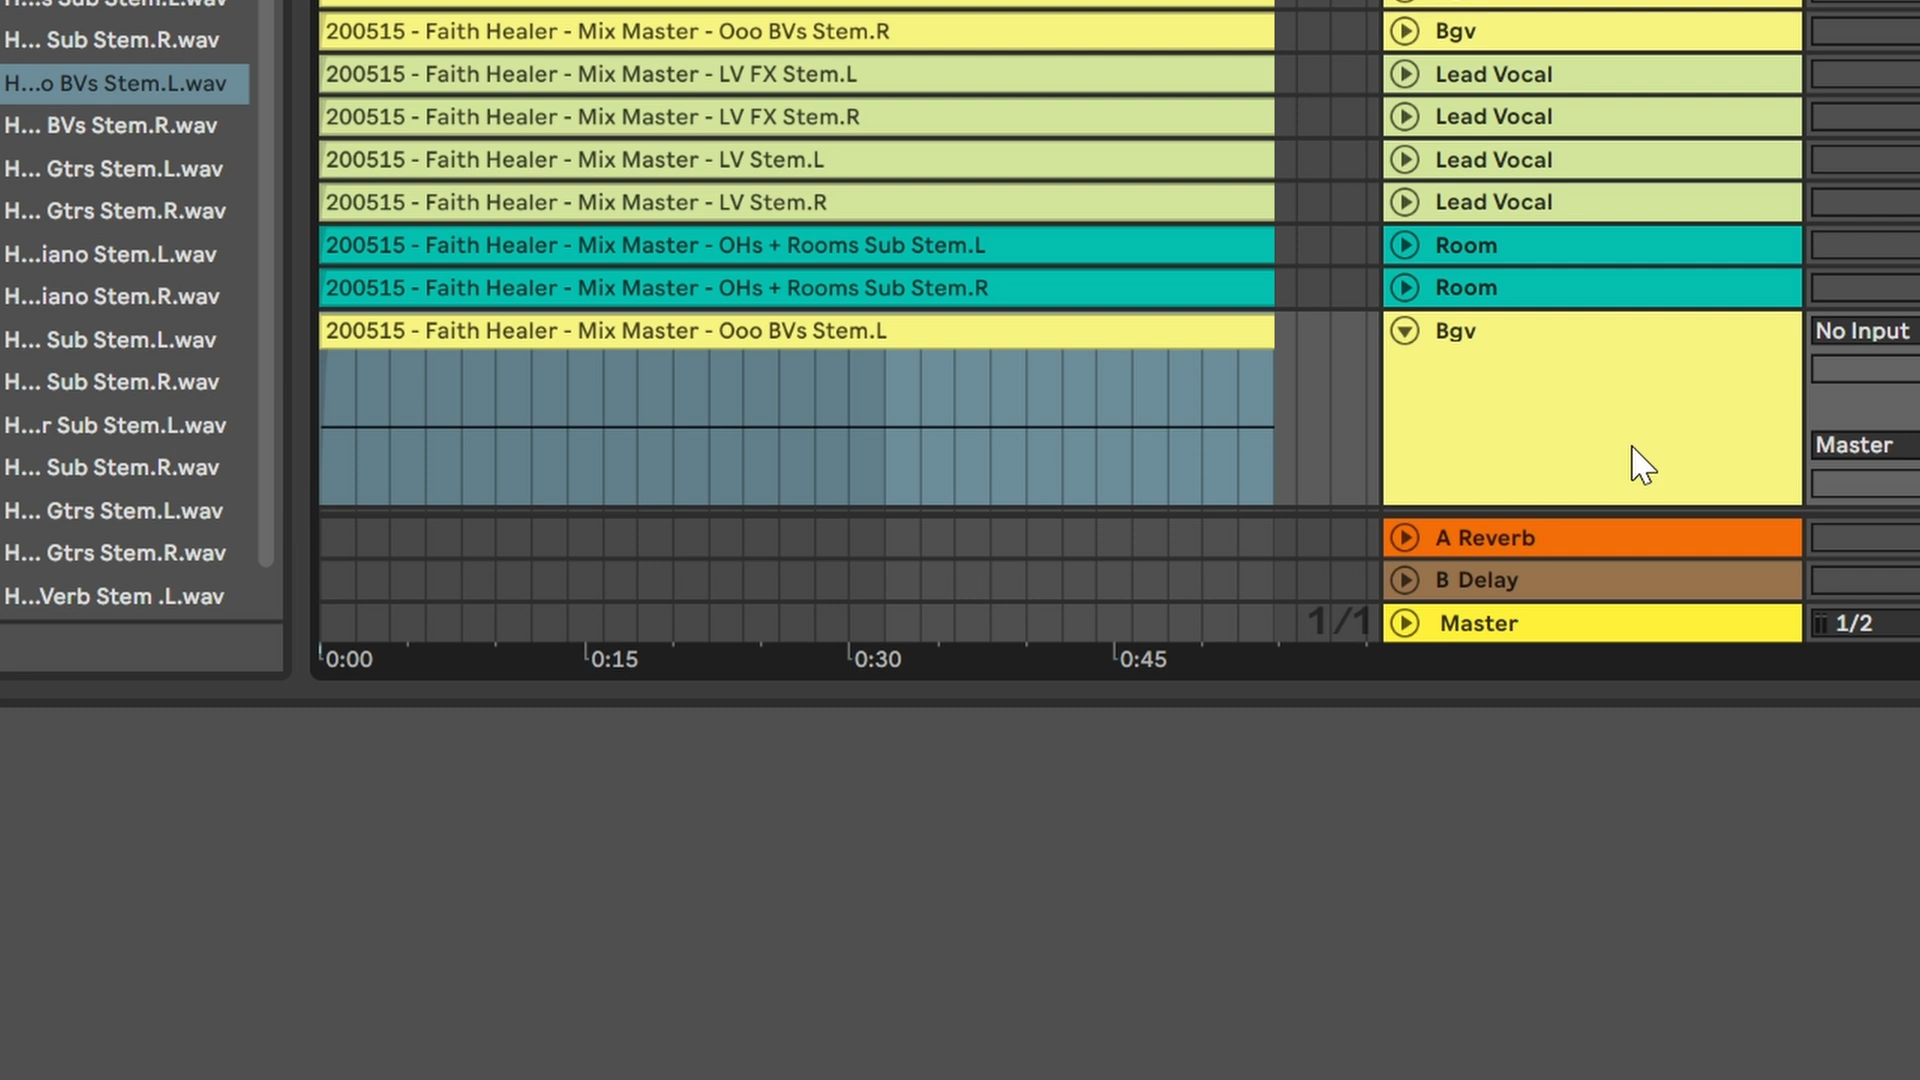 H...s Sub Stem.L.wav
H... Sub Stem.R.wav
H...o BVs Stem.L.wav
H... BVs Stem.R.wav
H... Gtrs Stem.L.wav
H... Gtrs Stem.R.wav
H...iano Stem.L.wav
H...iano Stem.R.wav
H... Sub Stem.L.wav
H... Sub Stem.R.wav
H...r Sub Stem.L.wav
H... Sub Stem.R.wav
H... Gtrs Stem.L.wav
H... Gtrs Stem.R.wav
H...Verb Stem .L.wav
200515 - Faith Healer - Mix Master - Ooo BVs Stem.R
200515 - Faith Healer - Mix Master - LV FX Stem.L
200515 - Faith Healer - Mix Master - LV FX Stem.R
200515 - Faith Healer - Mix Master - LV Stem.L
200515 - Faith Healer - Mix Master - LV Stem.R
200515 - Faith Healer - Mix Master - OHs + Rooms Sub Stem.L
200515 - Faith Healer - Mix Master - OHs + Rooms Sub Stem.R
200515 - Faith Healer - Mix Master - Ooo BVs Stem.L
1/1
0:00 0:15 0:30 0:45
Bgv
Lead Vocal
Lead Vocal
Lead Vocal
Lead Vocal
Room
Room
Bgv
A Reverb
B Delay
Master
No Input
Master
1/2